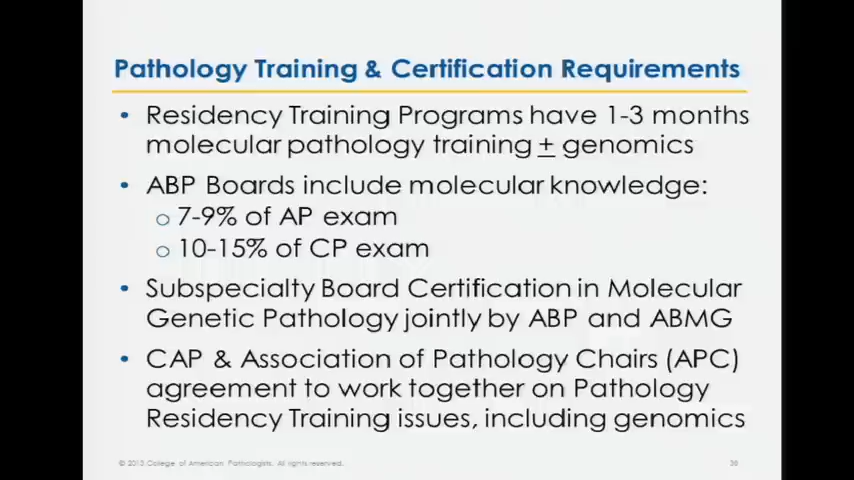 Pathology Training & Certification Requirements
• Residency Training Programs have 1-3 months
molecular pathology training ± genomics
• ABP Boards include molecular knowledge:
o 7-9% of AP exam
o 10-15% of CP exam
• Subspecialty Board Certification in Molecular
Genetic Pathology jointly by ABP and ABMG
• CAP & Association of Pathology Chairs (APC)
agreement to work together on Pathology
Residency Training issues, including genomics
© 2013 College of American Pathologists. All rights reserved.